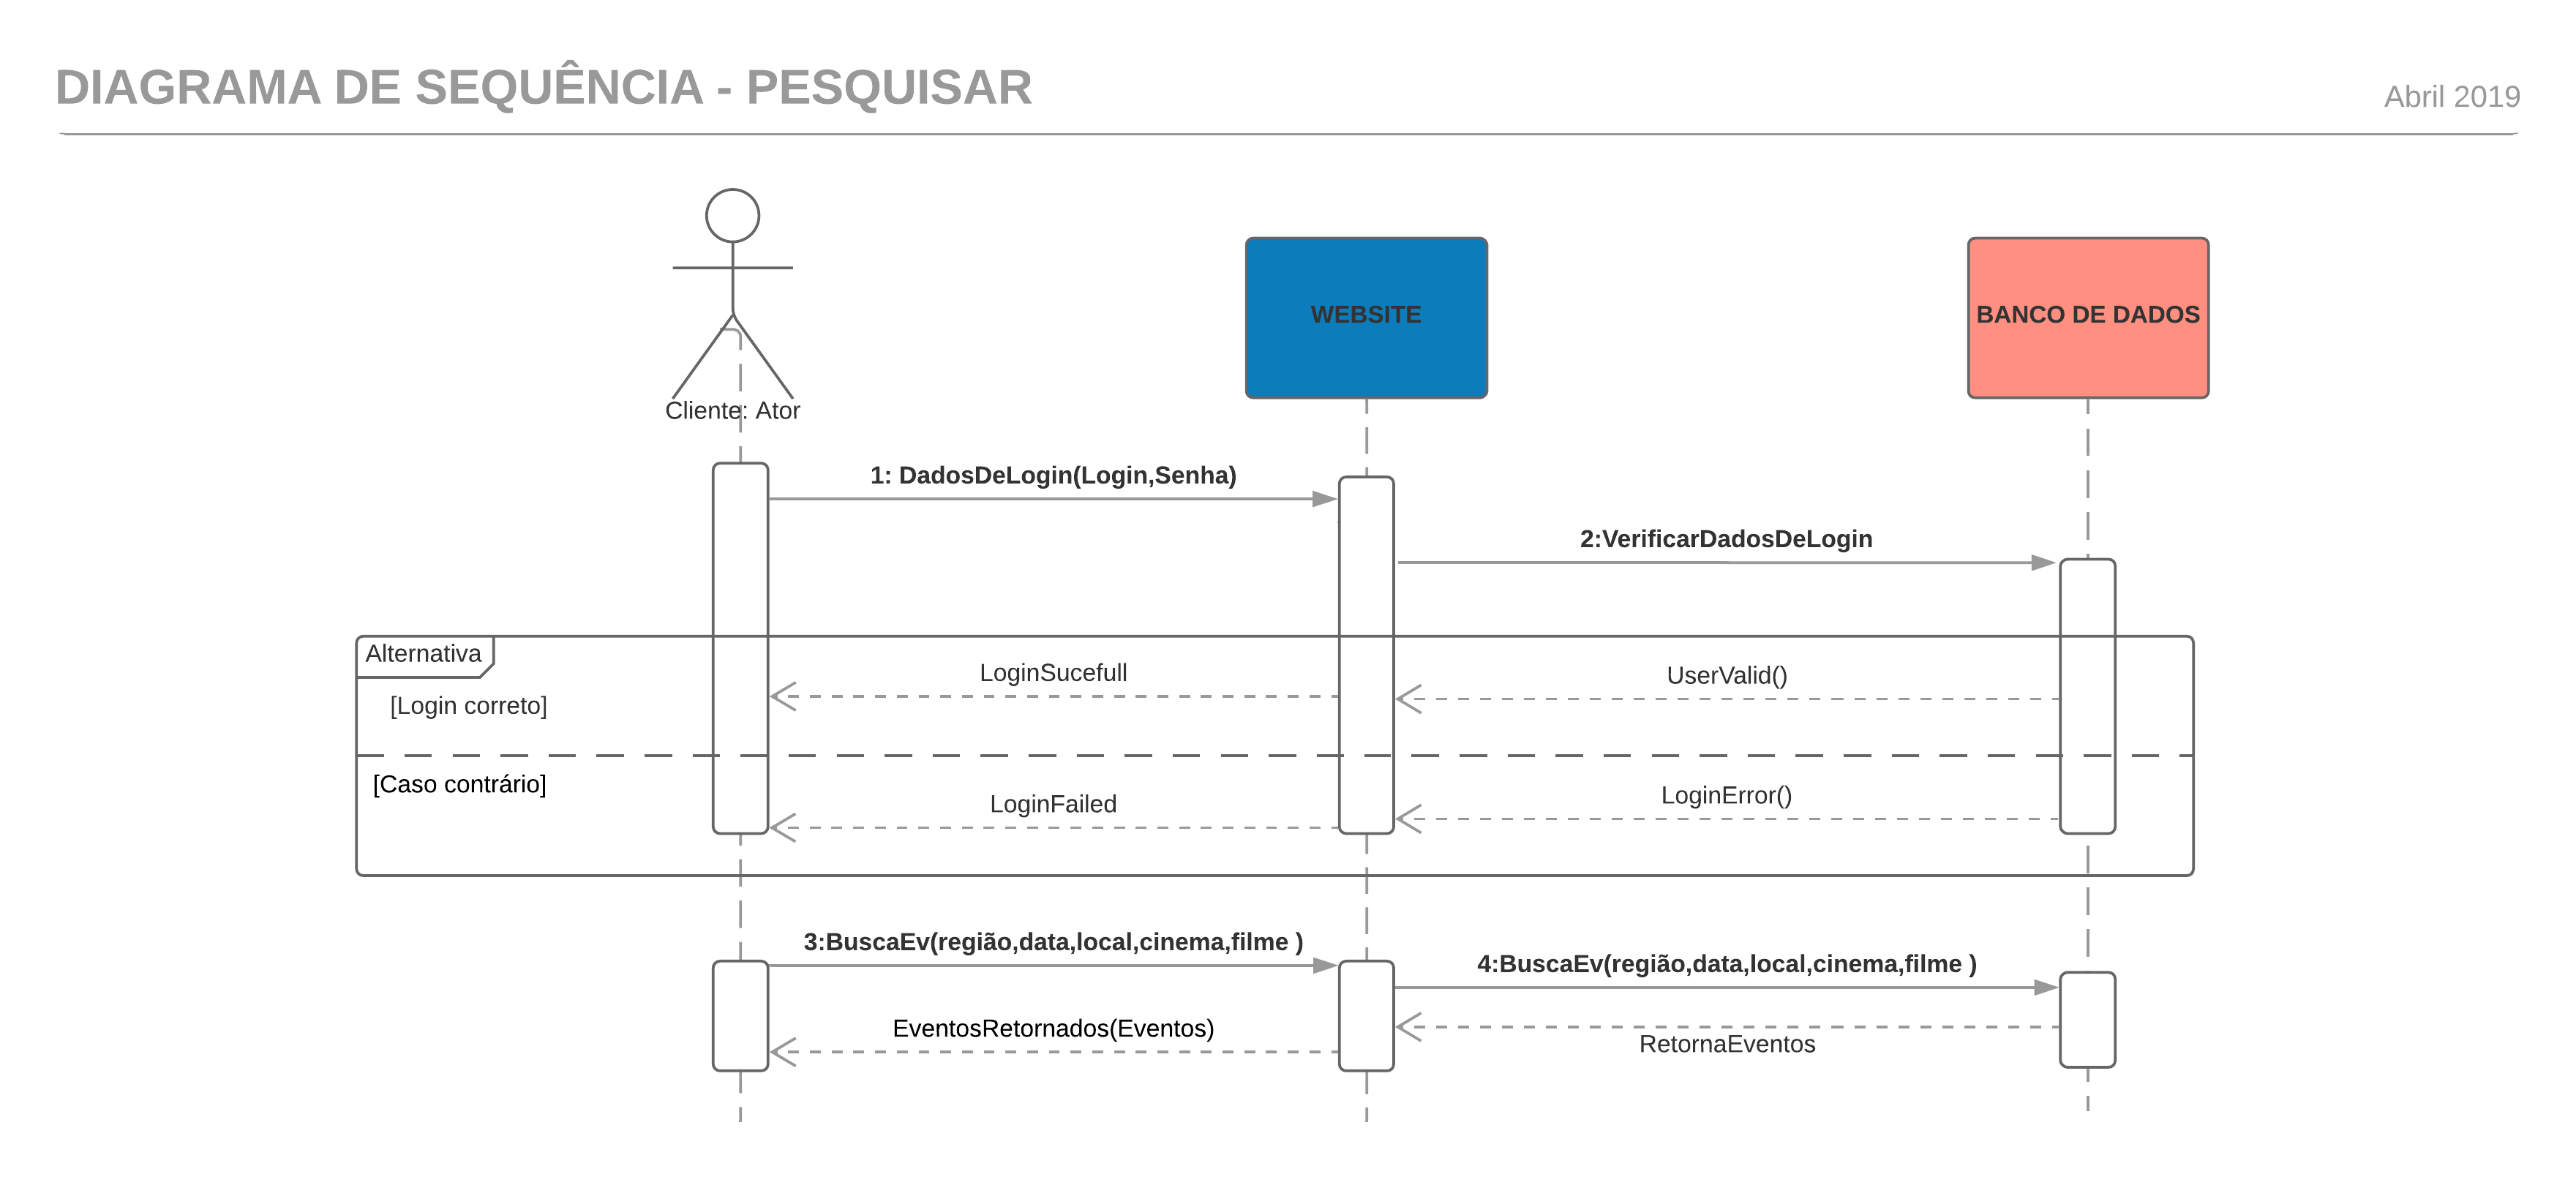 DIAGRAMA DE SEQUÊNCIA - PESQUISAR
Abril 2019
WEBSITE
BANCO DE DADOS
Cliente: Ator
1: DadosDeLogin(Login,Senha)
2:VerificarDadosDeLogin
Alternativa
LoginSucefull
UserValid()
[Login correto]
[Caso contrário]
LoginFailed
LoginError()
3:BuscaEv(região,data,local,cinema,filme )
4:BuscaEv(região,data,local,cinema,filme )
EventosRetornados(Eventos)
RetornaEventos